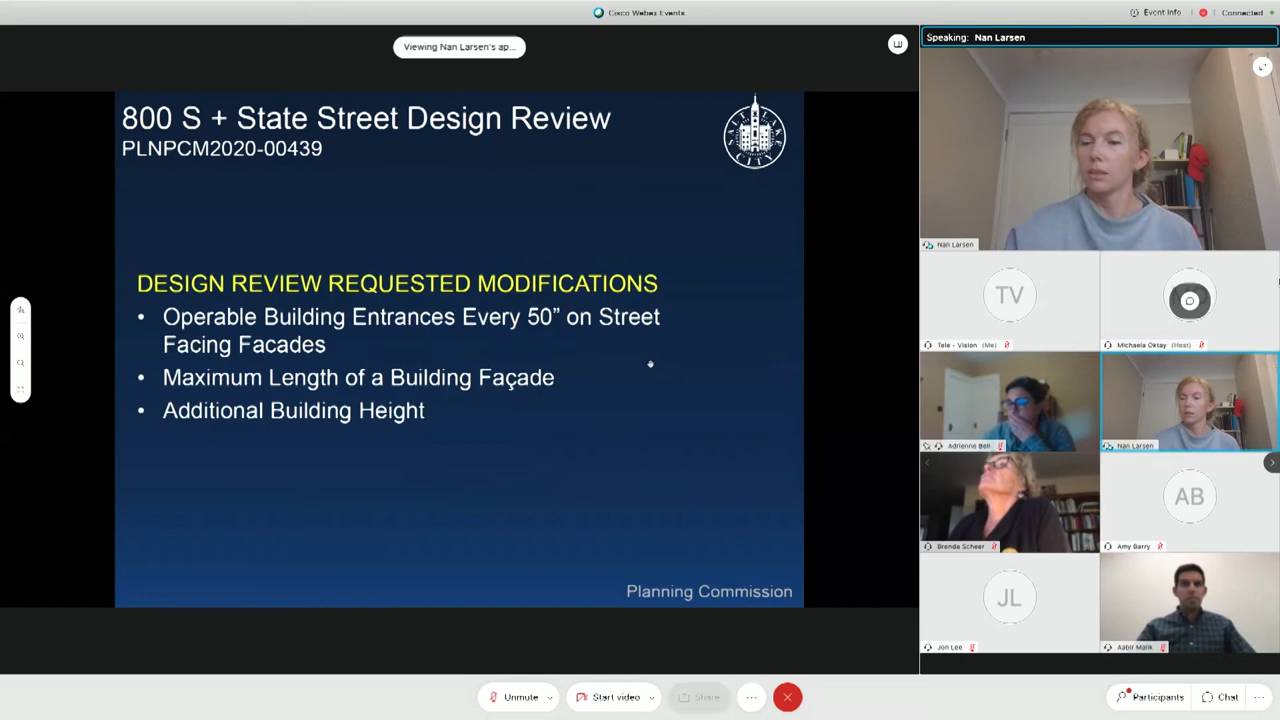 Cisco Webex Events
Event Info
Connected
Viewing Nan Larsen's ap...
Speaking: Nan Larsen
800 S + State Street Design Review
PLNPCM2020-00439
SALT LAKE CITY
DESIGN REVIEW REQUESTED MODIFICATIONS
• Operable Building Entrances Every 50” on Street
Facing Facades
• Maximum Length of a Building Façade
• Additional Building Height
Planning Commission
Nan Larsen
TV
Tele - Vision (Me)
Michaela Oktay (Host)
Adrienne Bell
Nan Larsen
Brenda Scheer
AB
Amy Barry
JL
Jon Lee
Aabir Malik
Unmute
Start video
Share
Participants
Chat